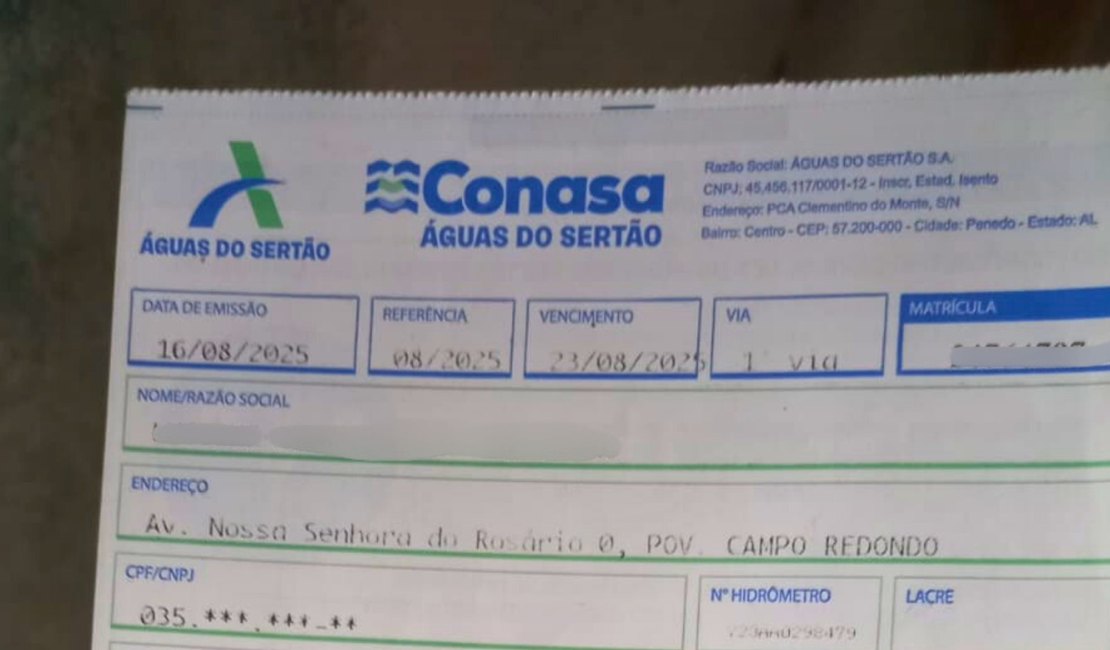 ÁGUAS DO SERTÃO
Conasa
ÁGUAS DO SERTÃO
Razão Social: ÁGUAS DO SERTÃO S.A.
CNPJ: 45.456.117/0001-12 - Inscr. Estad. Isento
Endereço: PCA Clementino do Monte, S/N
Bairro: Centro - CEP: 57.200-000 - Cidade: Penedo - Estado: AL
DATA DE EMISSÃO
16/08/2025
REFERÊNCIA
08/2025
VENCIMENTO
23/08/2025
VIA
1ª via
MATRÍCULA
NOME/RAZÃO SOCIAL
ENDEREÇO
Av. Nossa Senhora do Rosário 0, POV. CAMPO REDONDO
CPF/CNPJ
035.***.***-**
Nº HIDRÔMETRO
LACRE